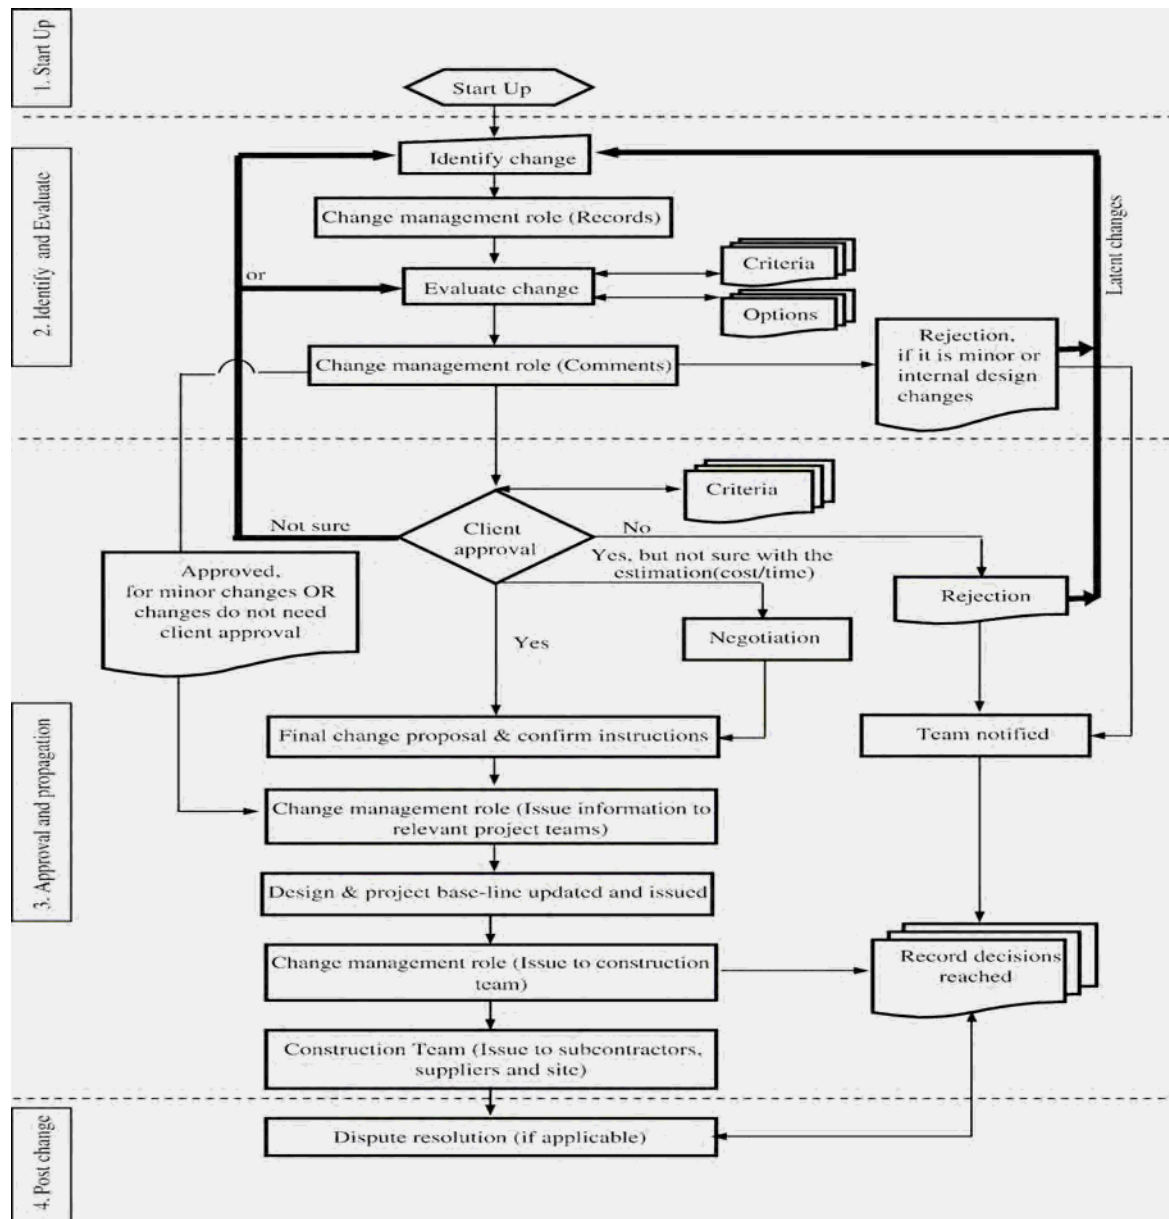 1. Start Up
Start Up
2. Identify and Evaluate
Identify change
Change management role (Records)
or
Evaluate change
Criteria
Options
Latent changes
Change management role (Comments)
Rejection,
if it is minor or
internal design
changes
Criteria
Not sure
Client
approval
No
Yes, but not sure with the
estimation(cost/time)
Approved,
for minor changes OR
changes do not need
client approval
Rejection
Negotiation
Yes
3. Approval and propagation
Final change proposal & confirm instructions
Team notified
Change management role (Issue information to
relevant project teams)
Design & project base-line updated and issued
Change management role (Issue to construction
team)
Record decisions
reached
Construction Team (Issue to subcontractors,
suppliers and site)
4. Post change
Dispute resolution (if applicable)